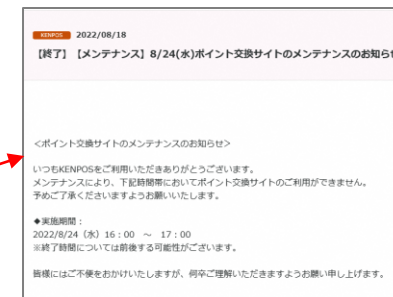 KENPOS 2022/08/18
【終了】【メンテナンス】8/24(水)ポイント交換サイトのメンテナンスのお知ら
＜ポイント交換サイトのメンテナンスのお知らせ＞
いつもKENPOSをご利用いただきありがとうございます。
メンテナンスにより、下記時間帯においてポイント交換サイトのご利用ができません。
予めご了承くださいますようお願いいたします。
◆実施期間：
2022/8/24（水）16：00　～　17：00
※終了時間については前後する可能性がございます。
皆様にはご不便をおかけいたしますが、何卒ご理解いただきますようお願い申し上げます。